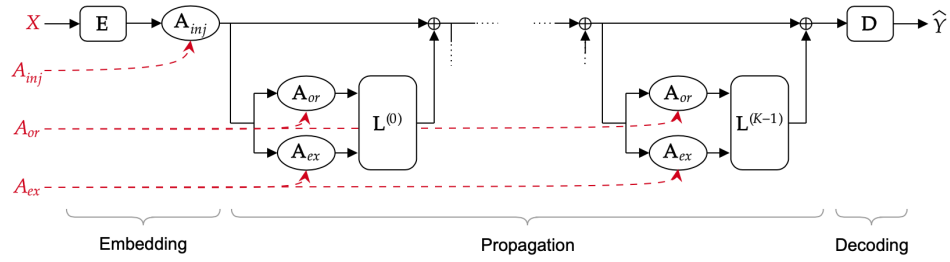 X E A_inj ⊕ ...... ...... ⊕ ⊕ D Ŷ
A_inj
A_or A_or
L^(0) L^(K−1)
A_or
A_ex A_ex
A_ex
Embedding Propagation Decoding